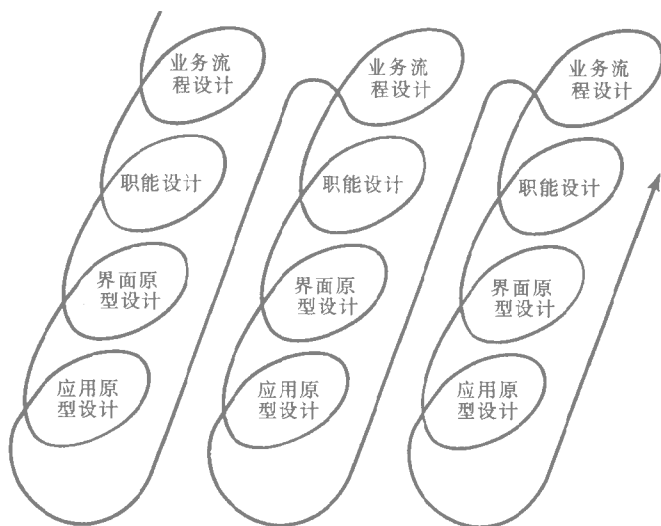 业务流
程设计
职能设计
界面原
型设计
应用原
型设计
业务流
程设计
职能设计
界面原
型设计
应用原
型设计
业务流
程设计
职能设计
界面原
型设计
应用原
型设计